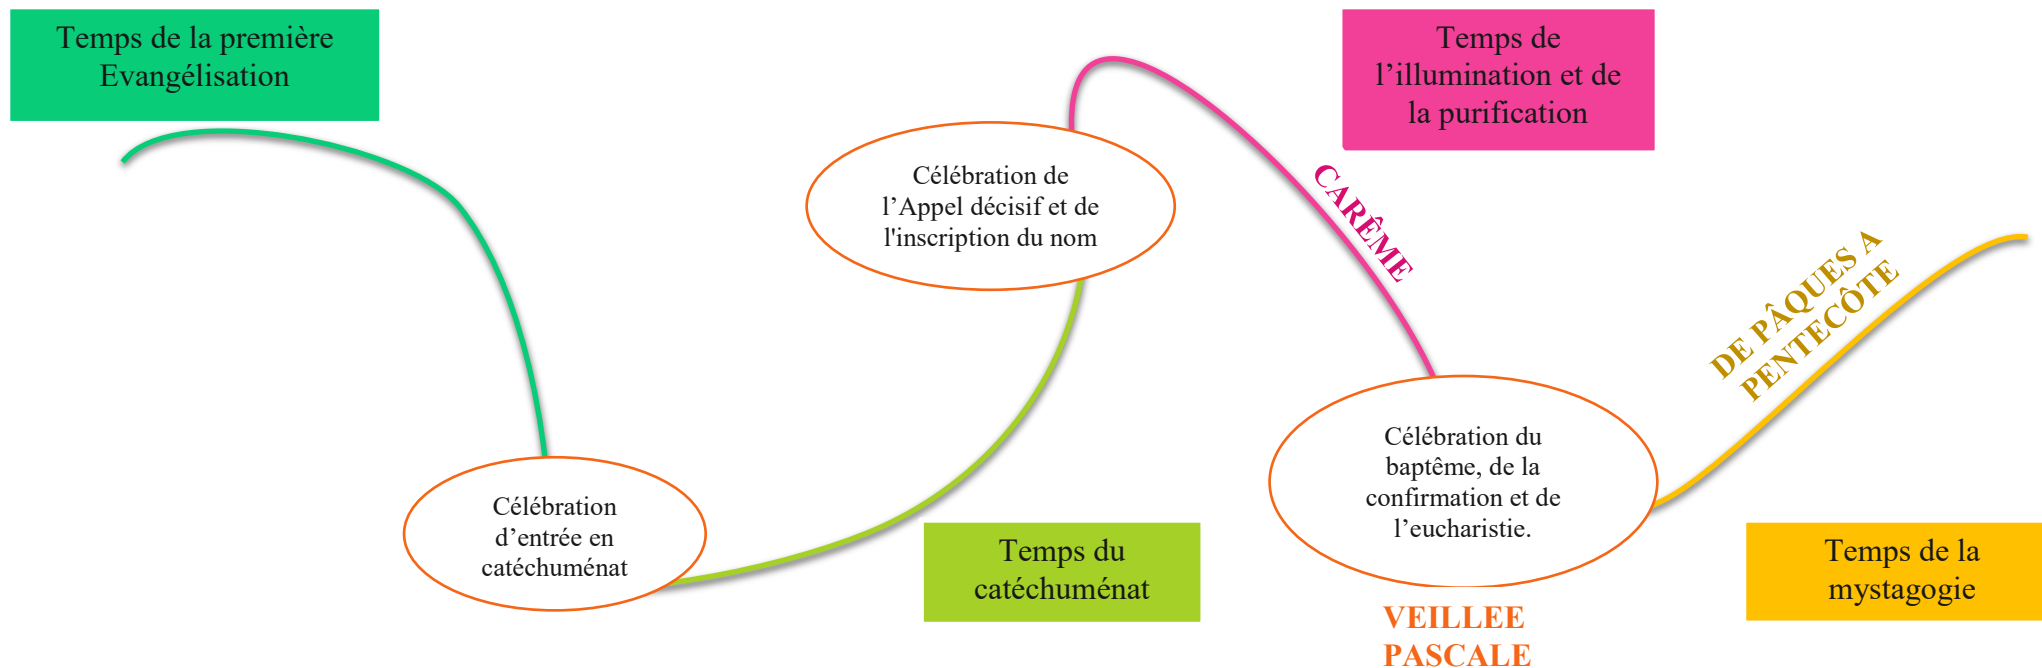 Temps de la première
Evangélisation
Célébration
d’entrée en
catéchuménat
Temps du
catéchuménat
Célébration de
l’Appel décisif et de
l'inscription du nom
Temps de
l’illumination et de
la purification
CARÊME
Célébration du
baptême, de la
confirmation et de
l’eucharistie.
VEILLEE
PASCALE
DE PÂQUES A
PENTECÔTE
Temps de la
mystagogie